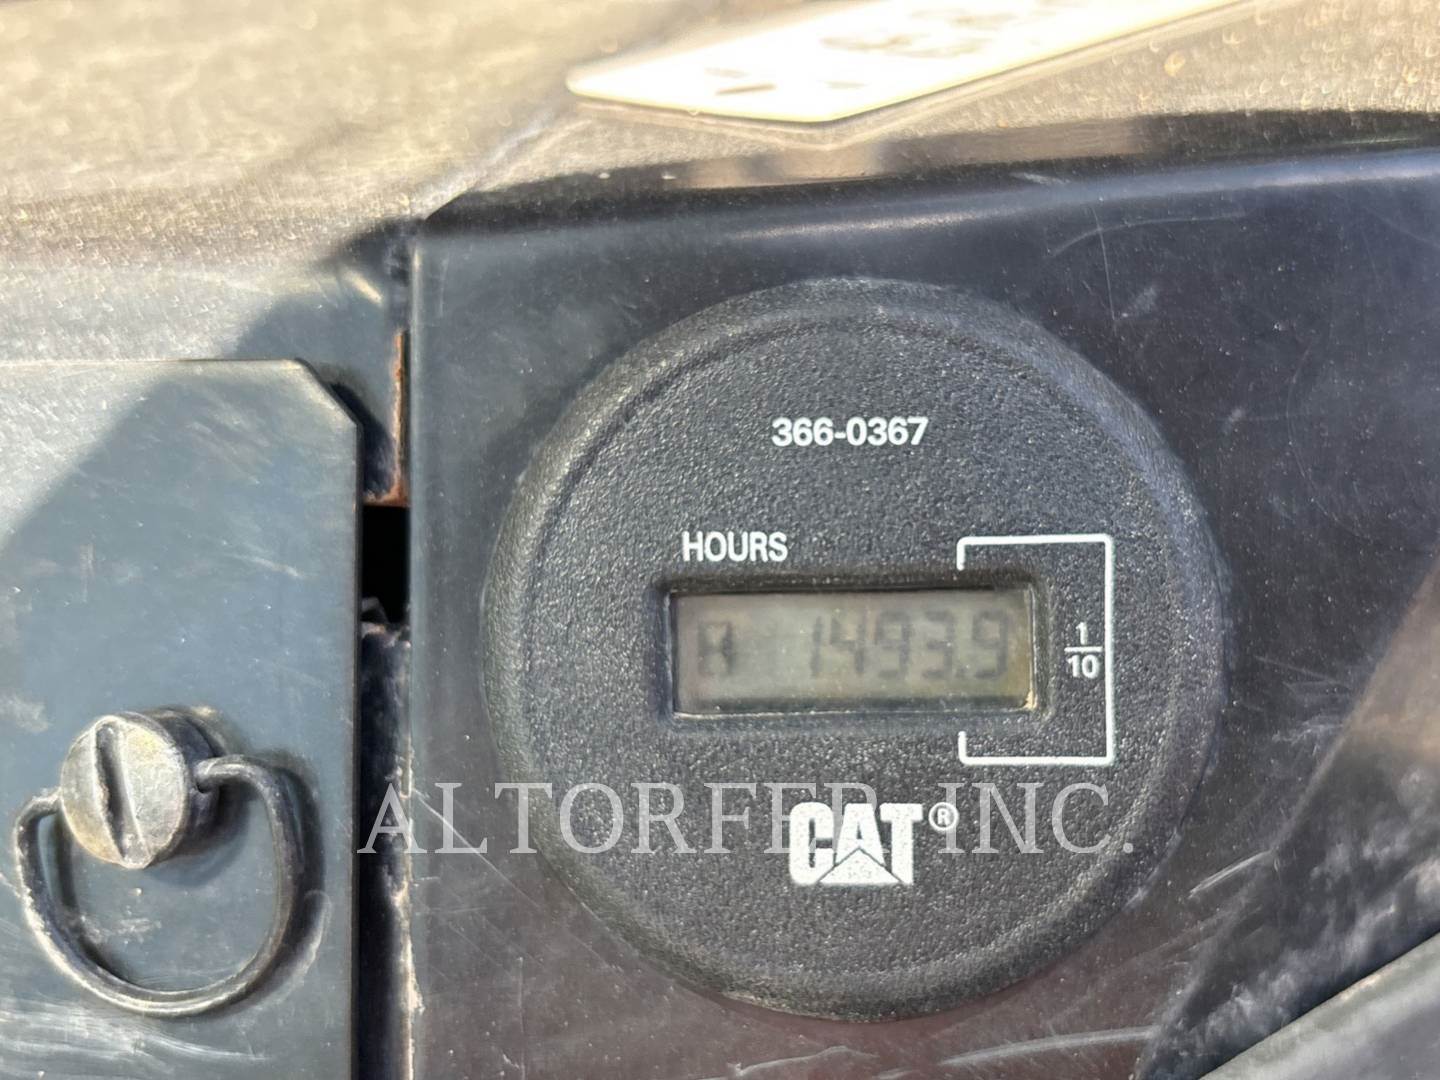 366-0367
HOURS
1493.9
1
10
ALTORFER, INC.
CAT®